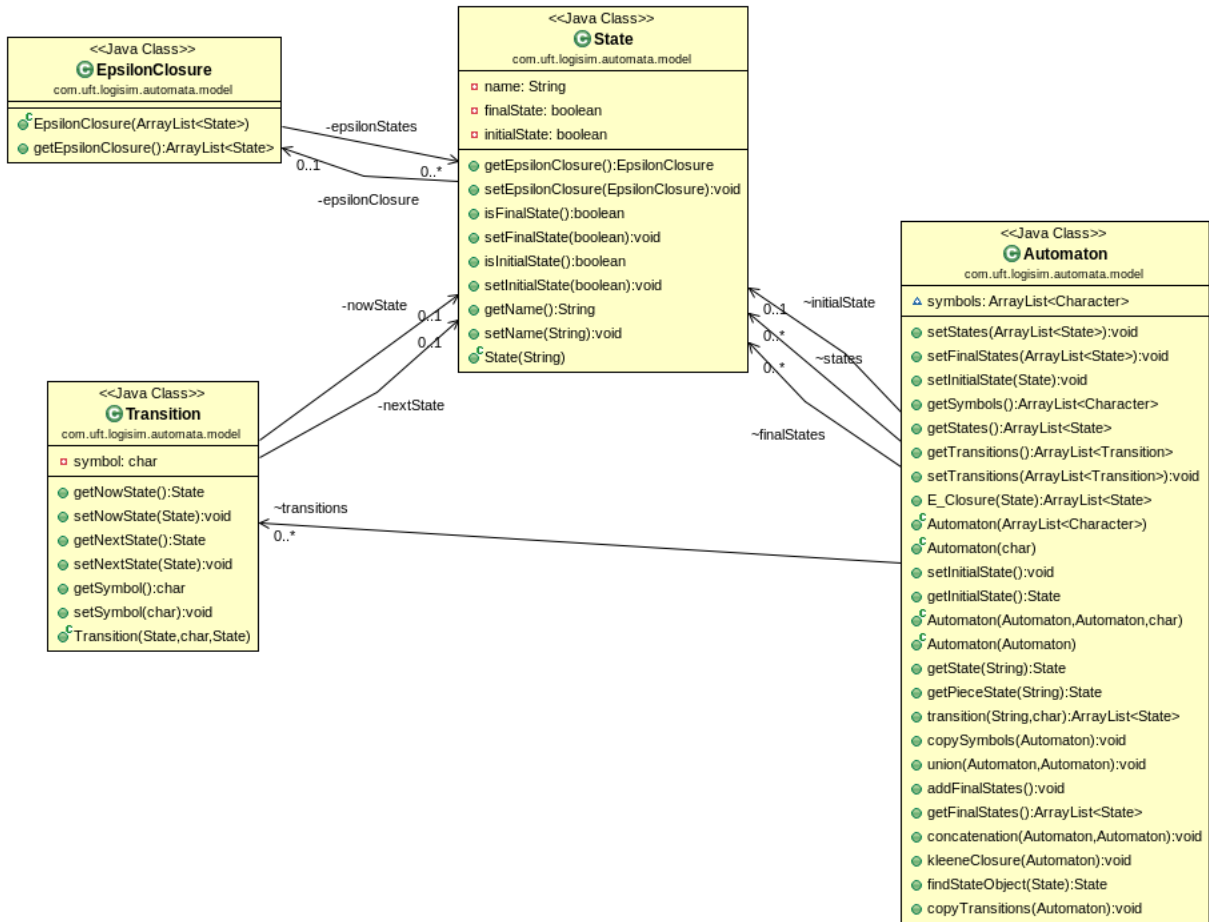 <<Java Class>>
EpsilonClosure
com.uft.logisim.automata.model
EpsilonClosure(ArrayList<State>)
getEpsilonClosure():ArrayList<State>
-epsilonStates
0..*
0..1
-epsilonClosure
<<Java Class>>
State
com.uft.logisim.automata.model
name: String
finalState: boolean
initialState: boolean
getEpsilonClosure():EpsilonClosure
setEpsilonClosure(EpsilonClosure):void
isFinalState():boolean
setFinalState(boolean):void
isInitialState():boolean
setInitialState(boolean):void
getName():String
setName(String):void
State(String)
-nowState
0..1
0..1
-nextState
~initialState
0..1
0..*
~states
0..*
~finalStates
<<Java Class>>
Transition
com.uft.logisim.automata.model
symbol: char
getNowState():State
setNowState(State):void
getNextState():State
setNextState(State):void
getSymbol():char
setSymbol(char):void
Transition(State,char,State)
~transitions
0..*
<<Java Class>>
Automaton
com.uft.logisim.automata.model
symbols: ArrayList<Character>
setStates(ArrayList<State>):void
setFinalStates(ArrayList<State>):void
setInitialState(State):void
getSymbols():ArrayList<Character>
getStates():ArrayList<State>
getTransitions():ArrayList<Transition>
setTransitions(ArrayList<Transition>):void
E_Closure(State):ArrayList<State>
Automaton(ArrayList<Character>)
Automaton(char)
setInitialState():void
getInitialState():State
Automaton(Automaton,Automaton,char)
Automaton(Automaton)
getState(String):State
getPieceState(String):State
transition(String,char):ArrayList<State>
copySymbols(Automaton):void
union(Automaton,Automaton):void
addFinalStates():void
getFinalStates():ArrayList<State>
concatenation(Automaton,Automaton):void
kleeneClosure(Automaton):void
findStateObject(State):State
copyTransitions(Automaton):void